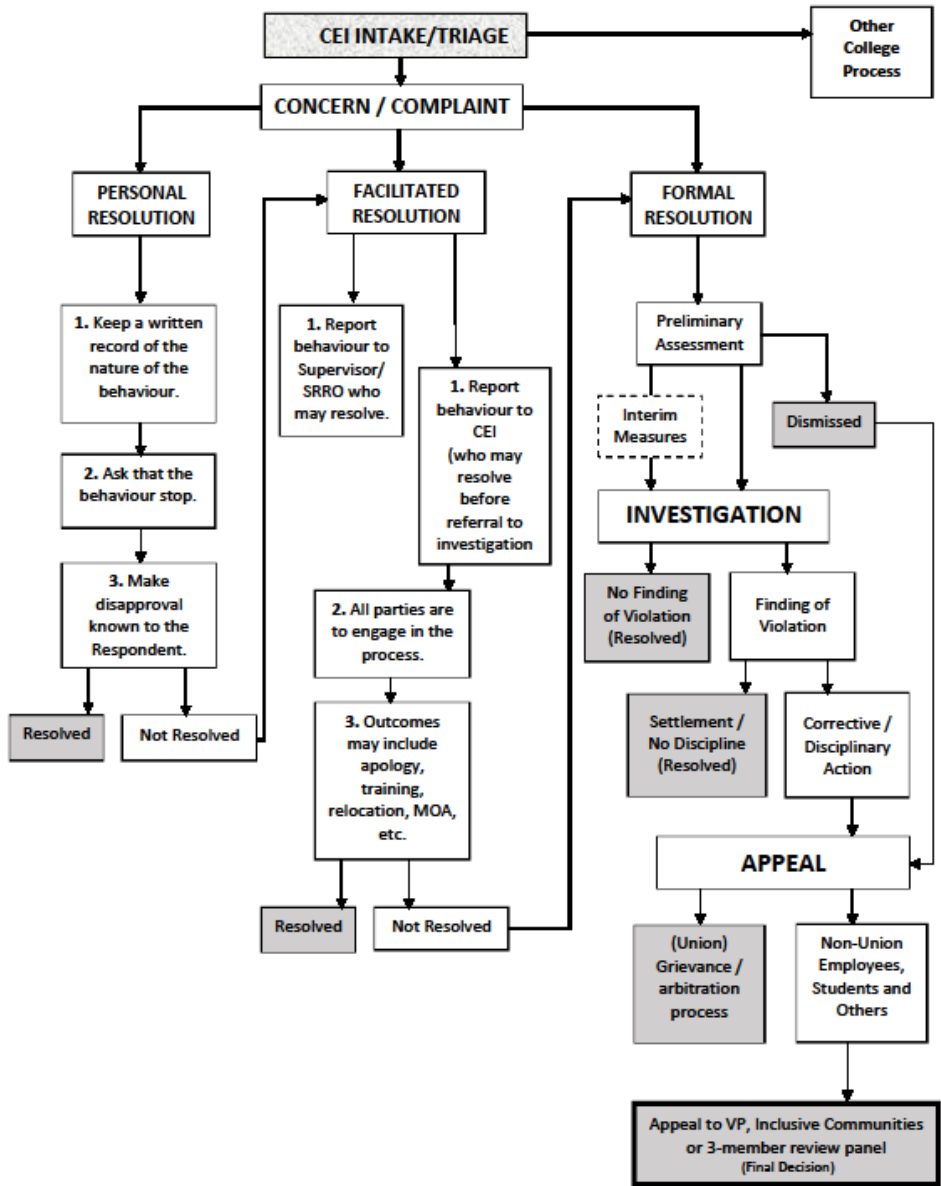 CEI INTAKE/TRIAGE
Other
College
Process
CONCERN / COMPLAINT
PERSONAL
RESOLUTION
FACILITATED
RESOLUTION
FORMAL
RESOLUTION
1. Keep a written
record of the
nature of the
behaviour.
2. Ask that the
behaviour stop.
3. Make
disapproval
known to the
Respondent.
Resolved
Not Resolved
1. Report
behaviour to
Supervisor/
SRRO who
may resolve.
1. Report
behaviour to
CEI
(who may
resolve
before
referral to
investigation
2. All parties are
to engage in the
process.
3. Outcomes
may include
apology,
training,
relocation, MOA,
etc.
Resolved
Not Resolved
Preliminary
Assessment
Interim
Measures
Dismissed
INVESTIGATION
No Finding
of Violation
(Resolved)
Finding of
Violation
Settlement /
No Discipline
(Resolved)
Corrective /
Disciplinary
Action
APPEAL
(Union)
Grievance /
arbitration
process
Non-Union
Employees,
Students and
Others
Appeal to VP, Inclusive Communities
or 3-member review panel
(Final Decision)